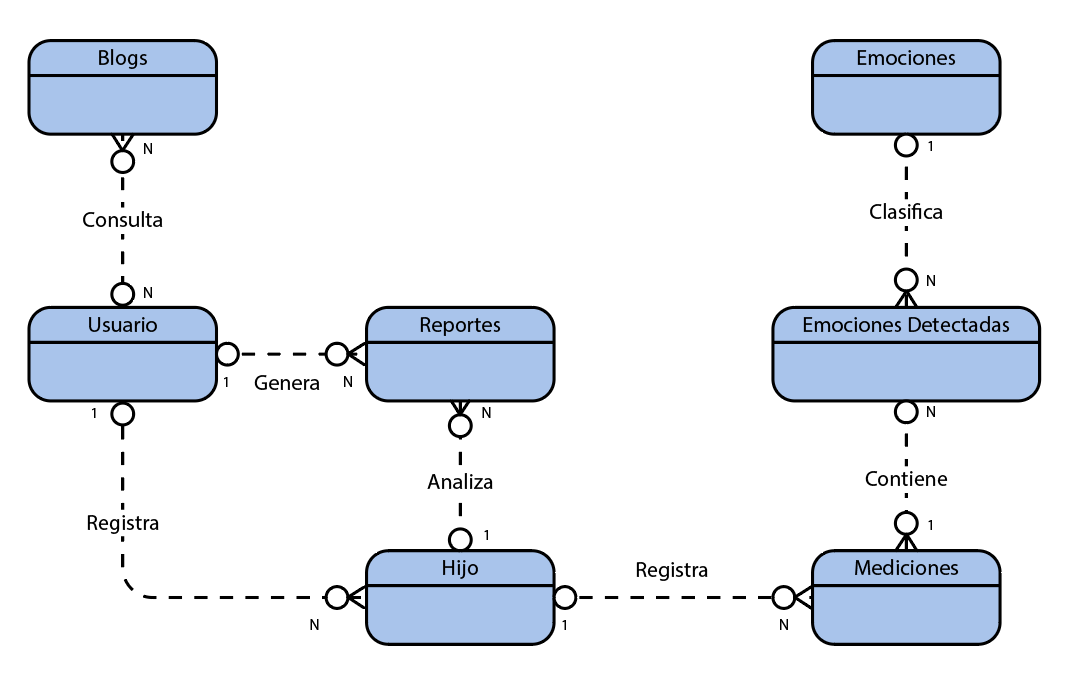 Blogs
Emociones
N
1
Consulta
Clasifica
N
N
Usuario
Reportes
Emociones Detectadas
1
Genera
N
1
N
N
Analiza
Contiene
Registra
1
1
Hijo
Registra
Mediciones
N
1
N